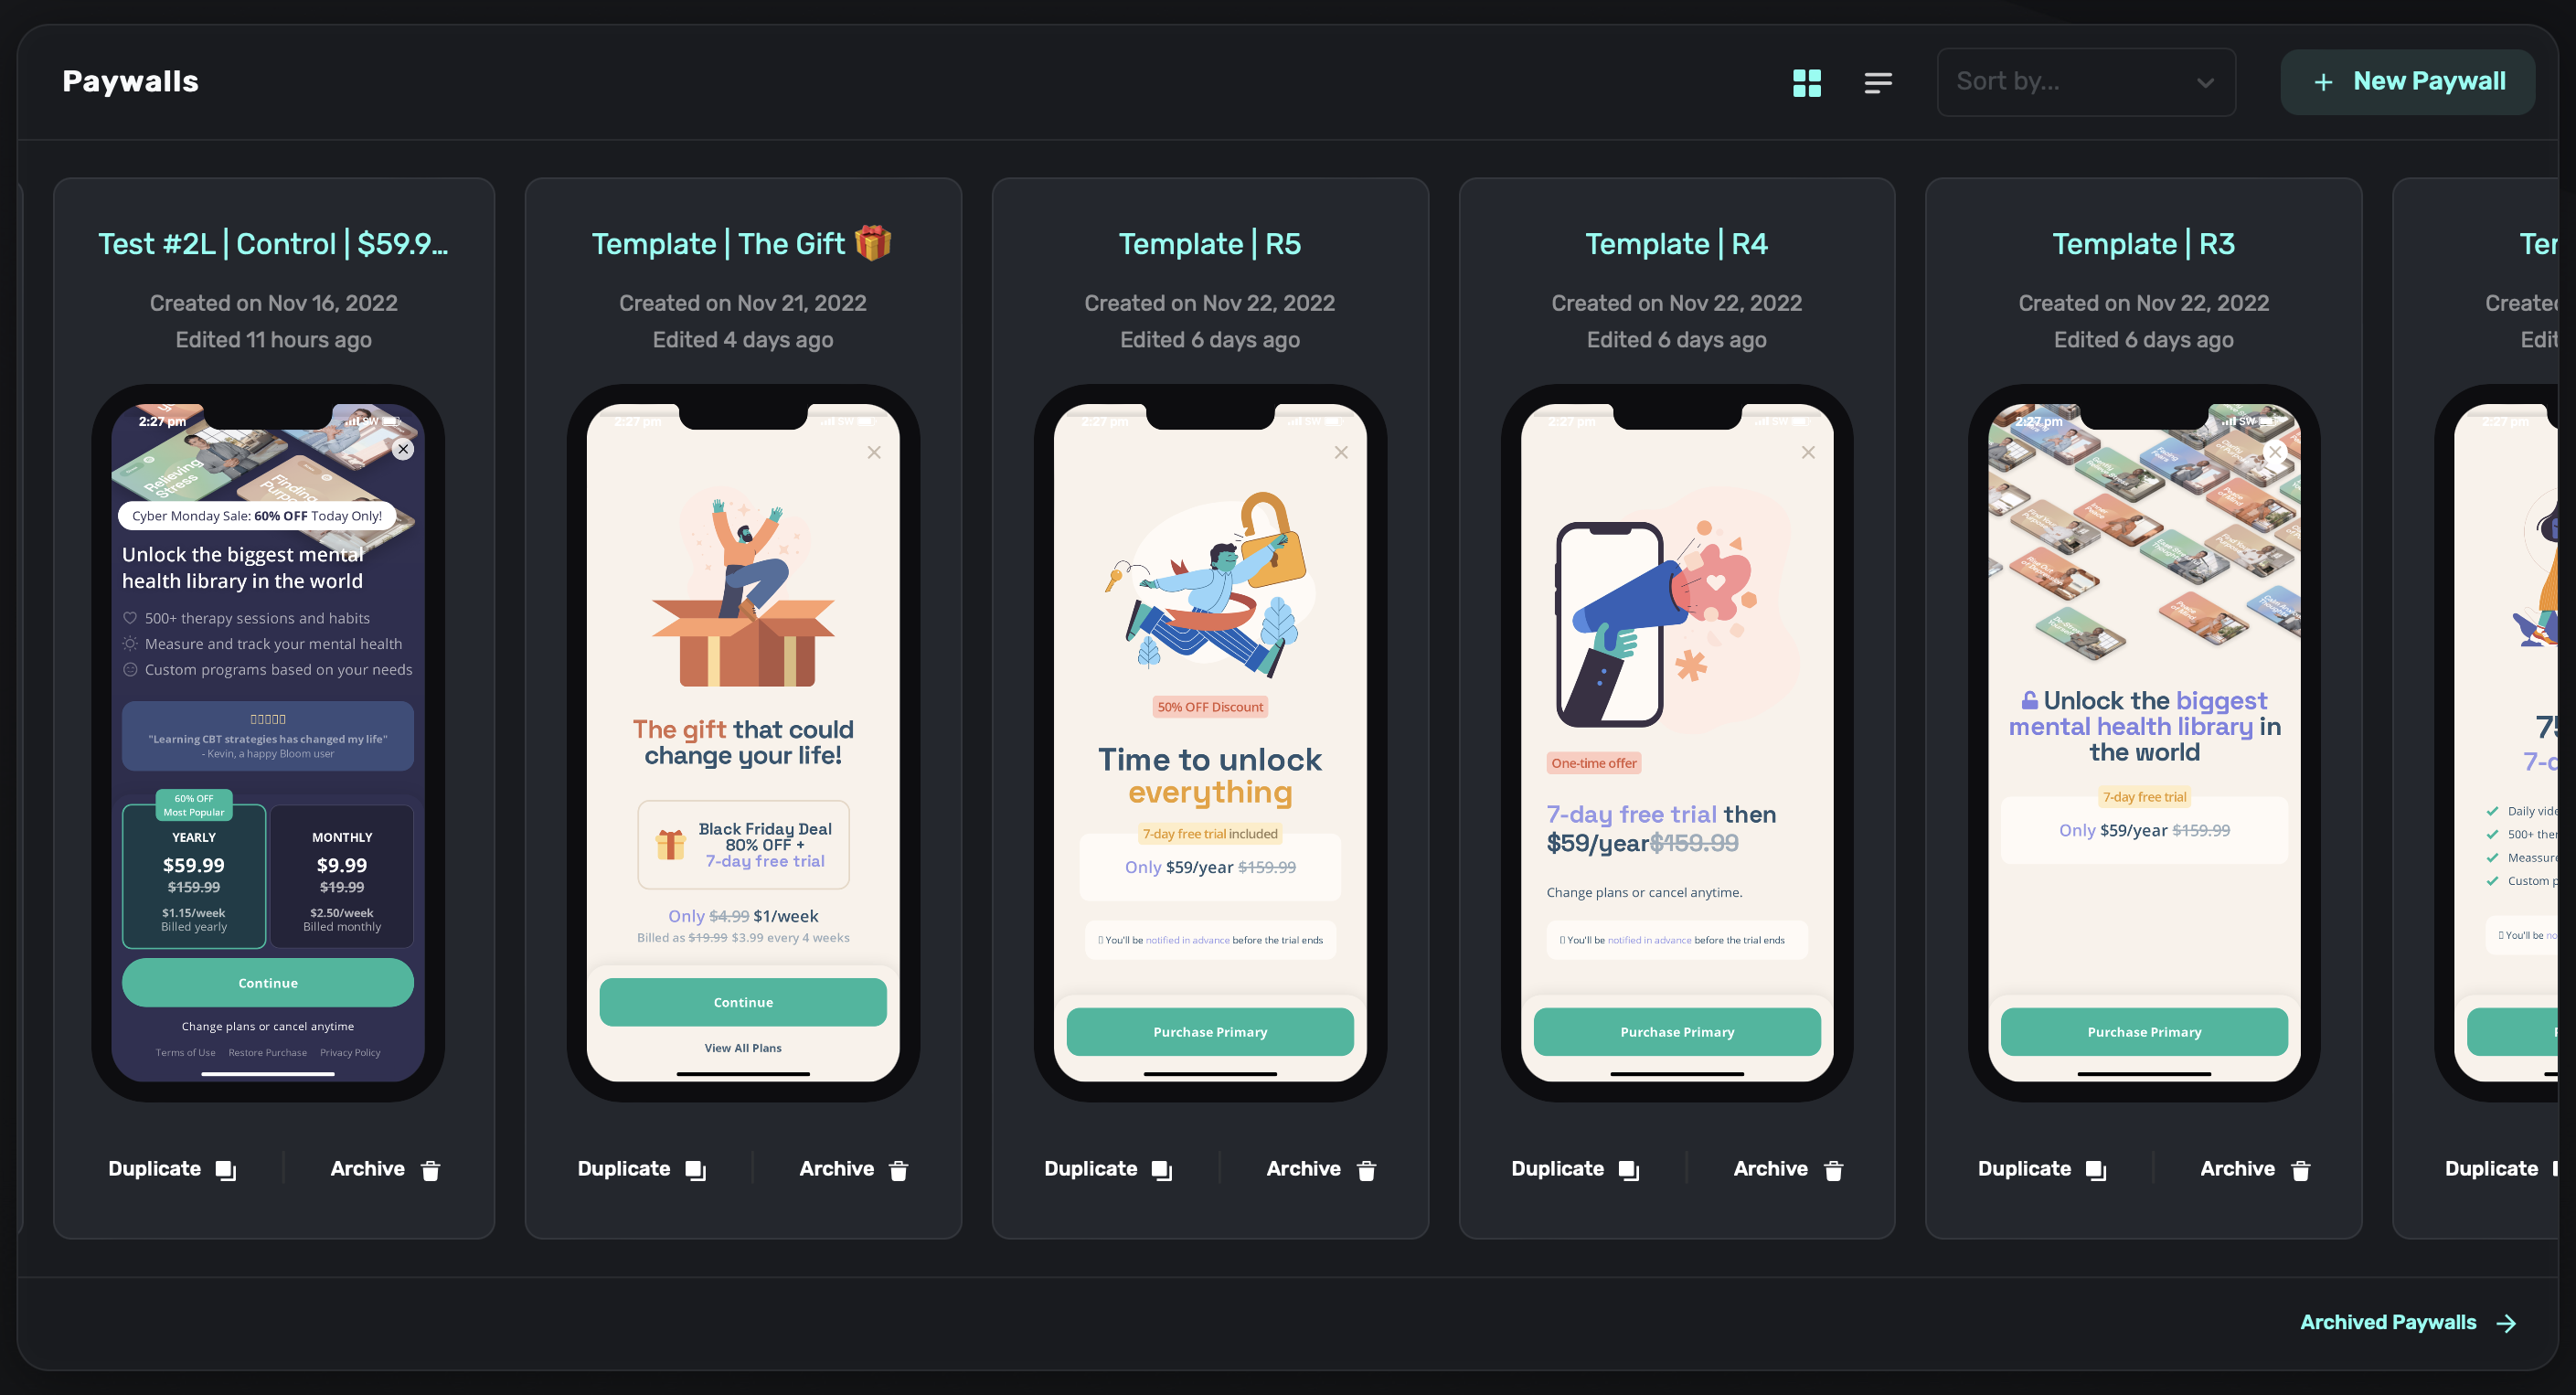 Paywalls
Sort by...
+ New Paywall
Test #2L | Control | $59.9...
Created on Nov 16, 2022
Edited 11 hours ago
2:27 pm
SW
Relieving
Stress
Finding
Cyber Monday Sale: 60% OFF Today Only!
Unlock the biggest mental
health library in the world
500+ therapy sessions and habits
Measure and track your mental health
Custom programs based on your needs
"Learning CBT strategies has changed my life"
- Kevin, a happy Bloom user
60% OFF
Most Popular
YEARLY
$59.99
$159.99
$1.15/week
Billed yearly
MONTHLY
$9.99
$19.99
$2.50/week
Billed monthly
Continue
Change plans or cancel anytime
Terms of Use Restore Purchase Privacy Policy
Duplicate
Archive
Template | The Gift 🎁
Created on Nov 21, 2022
Edited 4 days ago
2:27 pm
SW
The gift that could
change your life!
Black Friday Deal
80% OFF +
7-day free trial
Only $4.99 $1/week
Billed as $19.99 $3.99 every 4 weeks
Continue
View All Plans
Duplicate
Archive
Template | R5
Created on Nov 22, 2022
Edited 6 days ago
2:27 pm
SW
50% OFF Discount
Time to unlock
everything
7-day free trial included
Only $59/year $159.99
You'll be notified in advance before the trial ends
Purchase Primary
Duplicate
Archive
Template | R4
Created on Nov 22, 2022
Edited 6 days ago
2:27 pm
SW
One-time offer
7-day free trial then
$59/year$159.99
Change plans or cancel anytime.
You'll be notified in advance before the trial ends
Purchase Primary
Duplicate
Archive
Template | R3
Created on Nov 22, 2022
Edited 6 days ago
2:27 pm
SW
Unlock the biggest
mental health library in
the world
7-day free trial
Only $59/year $159.99
Purchase Primary
Duplicate
Archive
2:27 pm
Daily
500+
Custom
You'll be
Duplicate
Archived Paywalls →